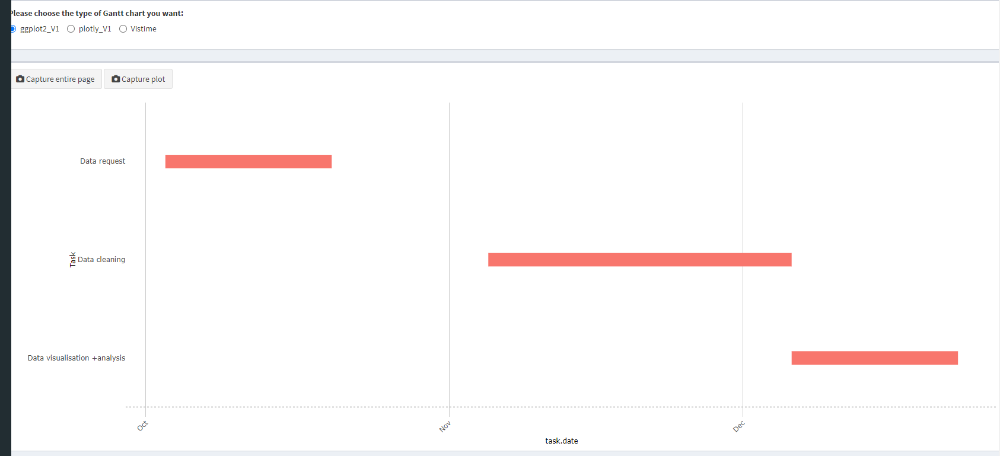 Please choose the type of Gantt chart you want:
ggplot2_V1 plotly_V1 Vistime
Capture entire page Capture plot
Data request
Task
Data cleaning
Data visualisation +analysis
Oct Nov Dec
task.date